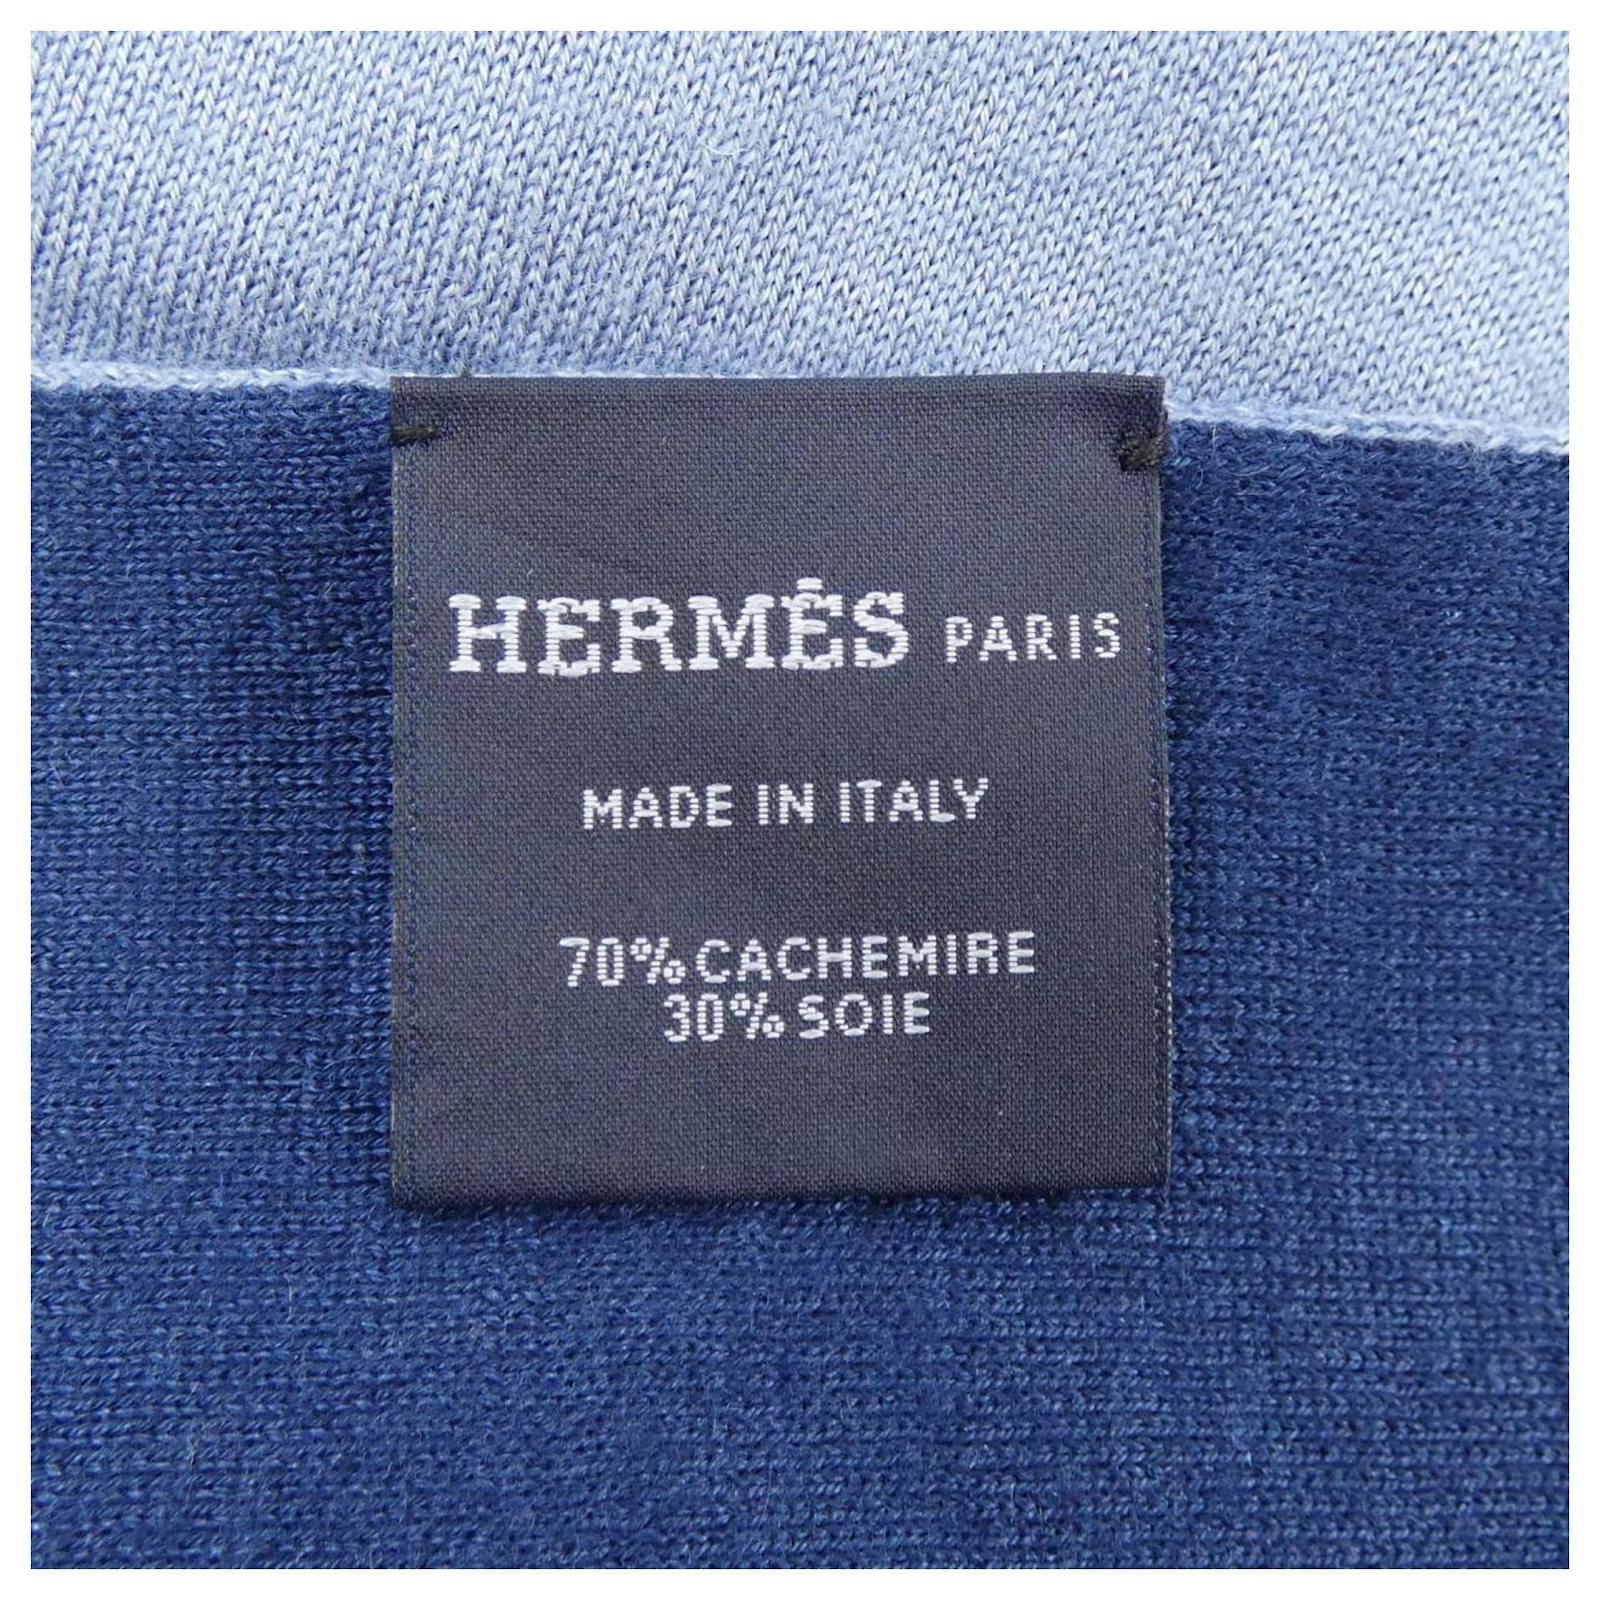 HERMÈS PARIS
MADE IN ITALY
70% CACHEMIRE
30% SOIE